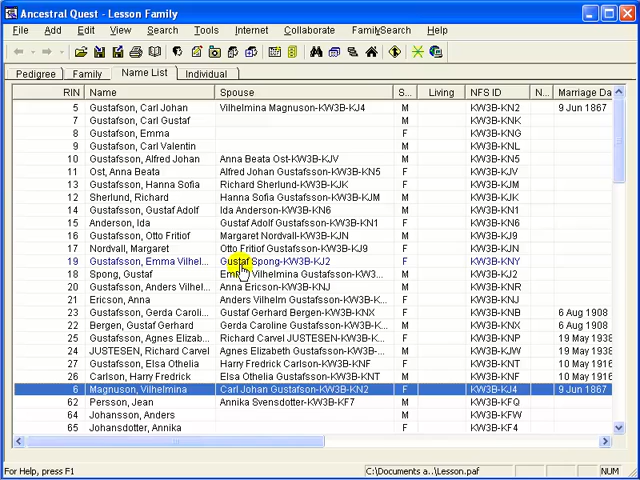 Ancestral Quest - Lesson Family
File Add Edit View Search Tools Internet Collaborate FamilySearch Help
Pedigree Family Name List Individual
RIN Name Spouse S... Living NFS ID N... Marriage Da
5 Gustafson, Carl Johan Vilhelmina Magnuson-KW3B-KJ4 M KW3B-KN2 9 Jun 1867
7 Gustafson, Carl Gustaf M KW3B-KNK
8 Gustafson, Emma F KW3B-KNG
9 Gustafson, Carl Valentin M KW3B-KNL
10 Gustafson, Alfred Johan Anna Beata Ost-KW3B-KJV M KW3B-KN5
11 Ost, Anna Beata Alfred Johan Gustafson-KW3B-KN5 F KW3B-KJV
13 Gustafson, Hanna Sofia Richard Sherlund-KW3B-KJK F KW3B-KJM
12 Sherlund, Richard Hanna Sofia Gustafson-KW3B-KJM M KW3B-KJK
14 Gustafson, Gustaf Adolf Ida Anderson-KW3B-KN6 M KW3B-KN1
15 Anderson, Ida Gustaf Adolf Gustafson-KW3B-KN1 F KW3B-KN6
16 Gustafson, Otto Fritiof Margaret Nordvall-KW3B-KJN M KW3B-KJ9
17 Nordvall, Margaret Otto Fritiof Gustafson-KW3B-KJ9 F KW3B-KJN
19 Gustafsson, Emma Vilhel... Gustaf Spong-KW3B-KJ2 F KW3B-KNY
18 Spong, Gustaf Vilhelmina Gustafson-KW3... M KW3B-KJ2
20 Gustafson, Anders Vilhel... Anna Ericson-KW3B-KNJ M KW3B-KJJ
21 Ericson, Anna Anders Vilhelm Gustafson-KW3B-... F KW3B-KNJ
23 Gustafson, Gerda Caroli... Gustaf Gerhard Bergen-KW3B-KNX F KW3B-KNV 6 Aug 1908
22 Bergen, Gustaf Gerhard Gerda Caroline Gustafson-KW3B-... M KW3B-KNX 6 Aug 1908
25 Gustafson, Agnes Elizab... Richard Carvel JUSTESEN-KW3B-... F KW3B-KNP 19 May 1938
24 JUSTESEN, Richard Carvel Agnes Elizabeth Gustafson-KW3B-... M KW3B-KNR 19 May 1938
27 Gustafson, Elsa Othelia Harry Fredrick Carlson-KW3B-KNF F KW3B-KNT 10 May 1916
26 Carlson, Harry Fredrick Elsa Othelia Gustafson-KW3B-KNT M KW3B-KNF 10 May 1916
6 Magnuson, Vilhelmina Carl Johan Gustafson-KW3B-KN2 F KW3B-KJ4 9 Jun 1867
62 Persson, Jean Annika Svensdotter-KW3B-KF7 M KW3B-KFQ
64 Johansson, Anders M KW3B-KFW
65 Johansdotter, Annika F KW3B-KF4
For Help, press F1 C:\Documents a..\Lesson.paf NUM